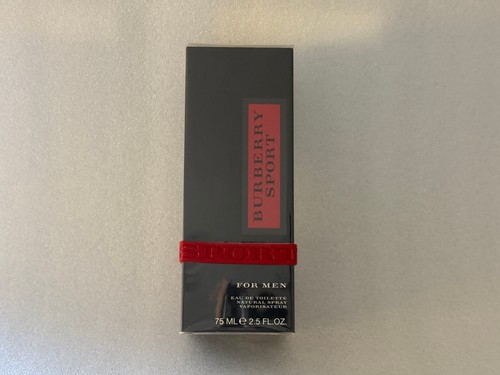 BURBERRY
SPORT
SPORT
FOR MEN
EAU DE TOILETTE
NATURAL SPRAY
VAPORISATEUR
75 ML ℮ 2.5 FL.OZ.